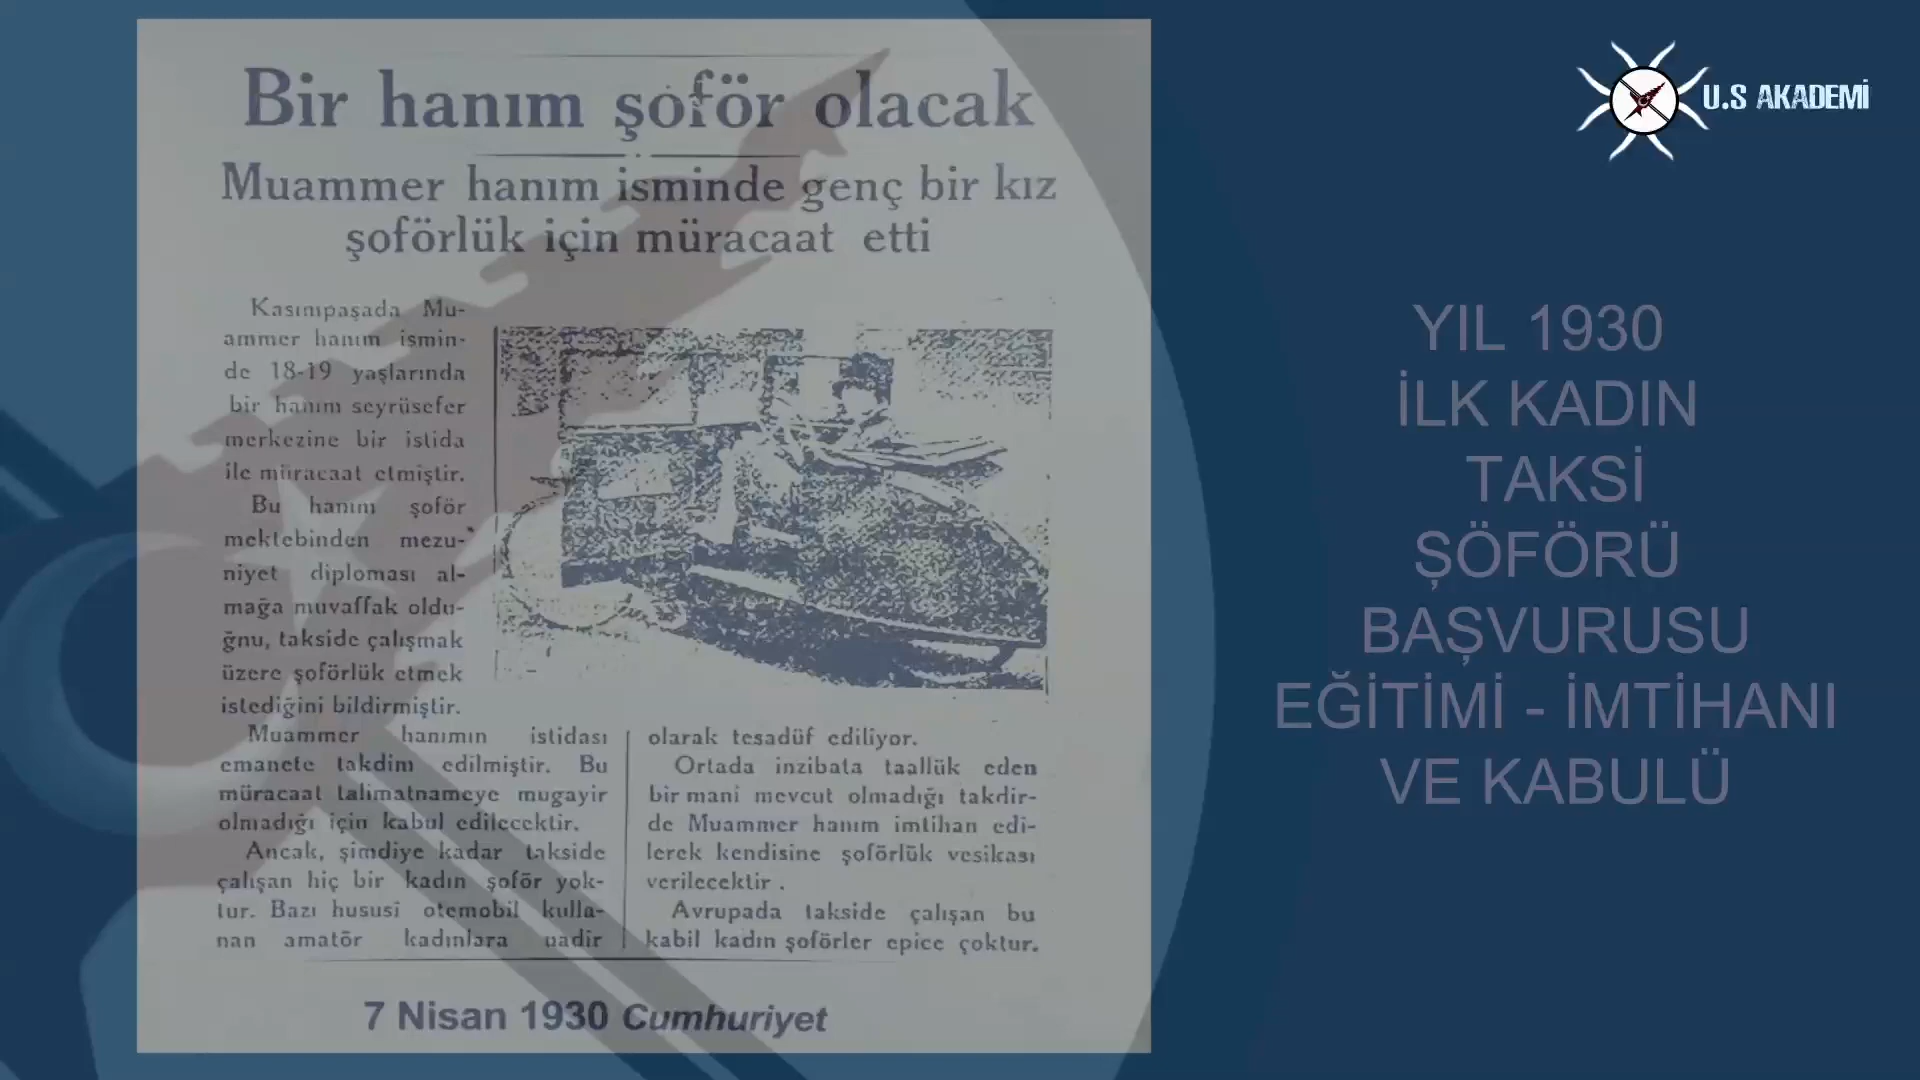 Bir hanım şoför olacak
Muammer hanım isminde genç bir kız
şoförlük için müracaat etti
Kasımpaşada Mu-
ammer hanım ismin-
de 18-19 yaşlarında
bir hanım seyrüsefer
merkezine bir istida
ile müracaat etmiştir.
Bu hanım şoför
mektebinden mezu-
niyet diploması al-
mağa muvaffak oldu-
ğnu, takside çalışmak
üzere şoförlük etmek
istediğini bildirmiştir.
Muammer hanımın istidası
emanete takdim edilmiştir. Bu
müracaat talimatnameye mugayir
olmadığı için kabul edilecektir.
Ancak, şimdiye kadar takside
çalışan hiç bir kadın şoför yok-
tur. Bazı hususî otemobil kulla-
nan amatör kadınlara nadir
olarak tesadüf ediliyor.
Ortada inzibata taallük eden
bir mani mevcut olmadığı takdir-
de Muammer hanım imtihan edi-
lerek kendisine şoförlük vesikası
verilecektir.
Avrupada takside çalışan bu
kabil kadın şoförler epice çoktur.
7 Nisan 1930 Cumhuriyet
U.S AKADEMİ
YIL 1930
İLK KADIN
TAKSİ
ŞÖFÖRÜ
BAŞVURUSU
EĞİTİMİ - İMTİHANI
VE KABULÜ